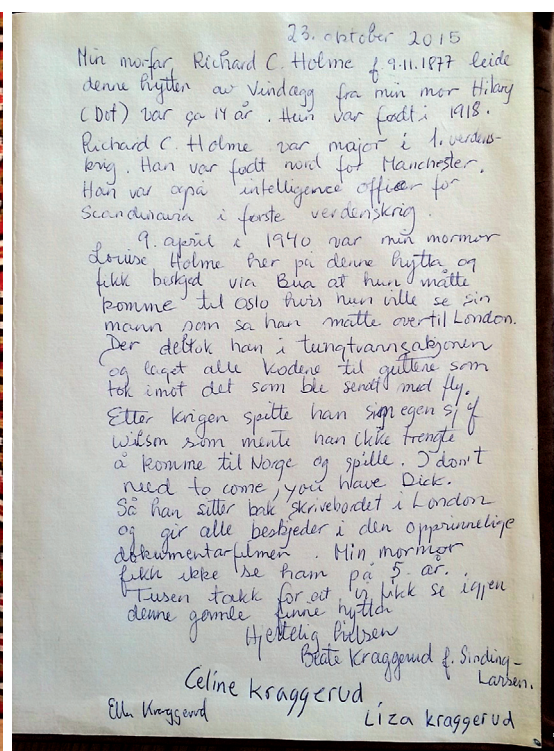 23. oktober 2015
Min morfar, Richard C. Holme f 9.11.1877 leide
denne hytten av Vindægg fra min mor Hilary
(Dot) var ça 14 år. Hun var født i 1918.
Richard C. Holme var major i 1. verdens-
krig. Han var født nord for Manchester.
Han var også intelligence officer for
Scandinavia i første verdenskrig.
9. april i 1940 var min mormor
Louise Holme her på denne hytta og
fikk beskjed via Bua at hun måtte
komme til Oslo hvis hun ville se sin
mann som sa han måtte over til London.
Der deltok han i tungtvannsaksjonen
og laget alle kodene til guttene som
tok imot det som ble sendt med fly.
Etter krigen spilte han sin egen sjef
Wilson som mente han ikke trengte
å komme til Norge og spille. I don't
need to come, you have Dick.
Så han sitter bak skrivebordet i London
og gir alle beskjeder i den opprinnelige
dokumentarfilmen. Min mormor
fikk ikke se ham på 5 år.
Tusen takk for at vi fikk se igjen
denne gamle fine hytta
Hjertelig hilsen
Beate Kraggerud f. Sinding-
Larsen.
Celine Kraggerud
Ella Kraggerud
Liza Kraggerud